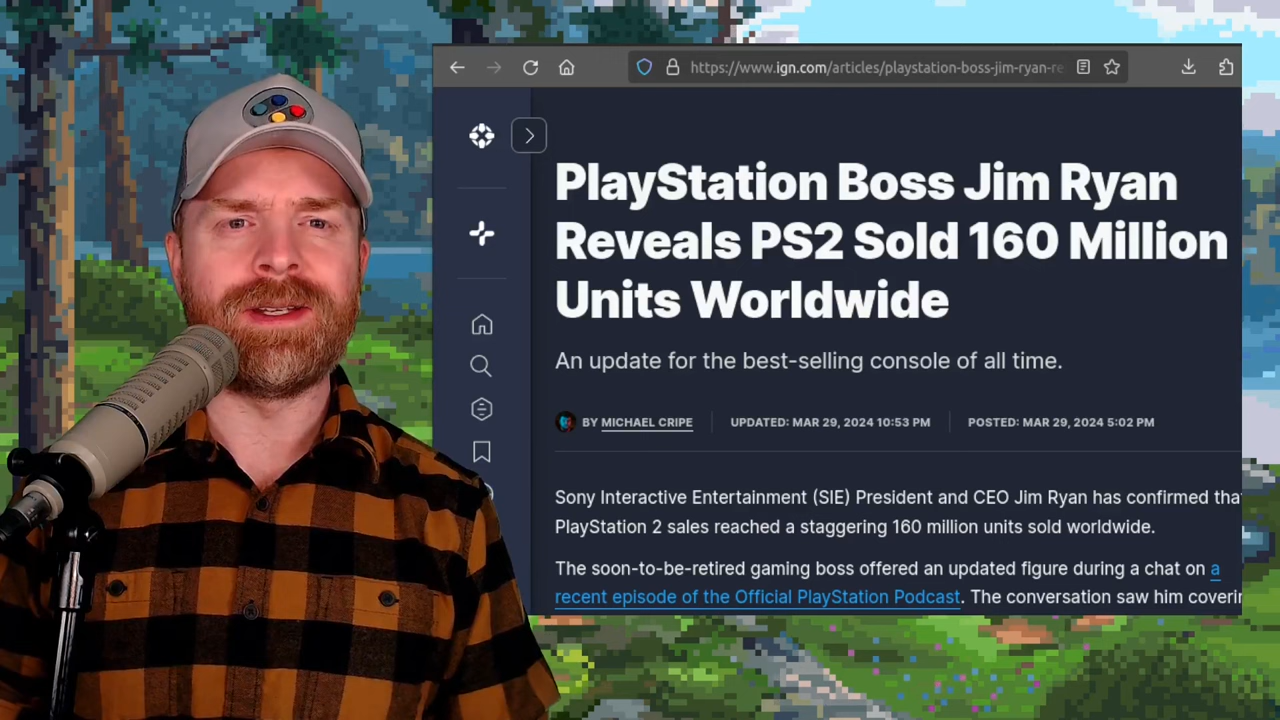 https://www.ign.com/articles/playstation-boss-jim-ryan-re
PlayStation Boss Jim Ryan
Reveals PS2 Sold 160 Million
Units Worldwide
An update for the best-selling console of all time.
BY MICHAEL CRIPE UPDATED: MAR 29, 2024 10:53 PM POSTED: MAR 29, 2024 5:02 PM
Sony Interactive Entertainment (SIE) President and CEO Jim Ryan has confirmed tha
PlayStation 2 sales reached a staggering 160 million units sold worldwide.
The soon-to-be-retired gaming boss offered an updated figure during a chat on a
recent episode of the Official PlayStation Podcast. The conversation saw him coveri